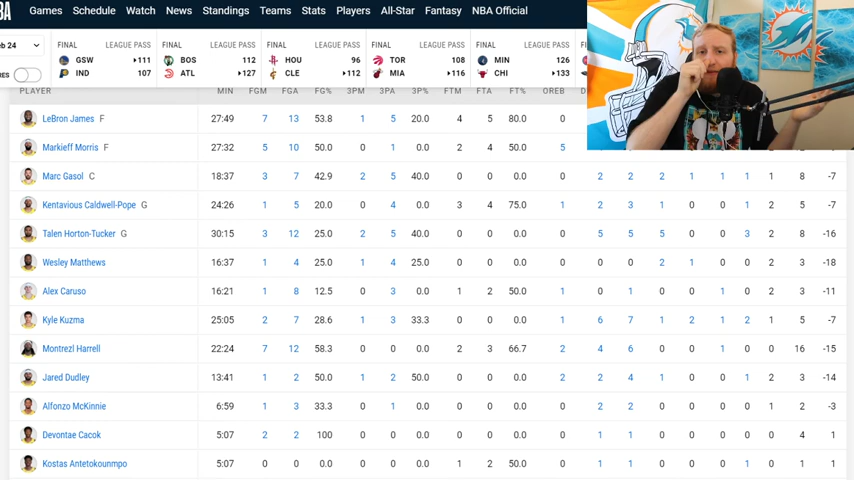 BA Games Schedule Watch News Standings Teams Stats Players All-Star Fantasy NBA Official
eb 24 FINAL LEAGUE PASS FINAL LEAGUE PASS FINAL LEAGUE PASS FINAL LEAGUE PASS FINAL LEAGUE PASS FINAL
GSW 111 BOS 112 HOU 96 TOR 108 MIN 126
RES IND 107 ATL 127 CLE 112 MIA 116 CHI 133
PLAYER MIN FGM FGA FG% 3PM 3PA 3P% FTM FTA FT% OREB D
LeBron James F 27:49 7 13 53.8 1 5 20.0 4 5 80.0 0
Markieff Morris F 27:32 5 10 50.0 0 1 0.0 2 4 50.0 5
Marc Gasol C 18:37 3 7 42.9 2 5 40.0 0 0 0.0 0 2 2 2 1 1 1 1 8 -7
Kentavious Caldwell-Pope G 24:26 1 5 20.0 0 4 0.0 3 4 75.0 1 2 3 1 0 0 1 2 5 -7
Talen Horton-Tucker G 30:15 3 12 25.0 2 5 40.0 0 0 0.0 0 5 5 5 0 0 3 2 8 -16
Wesley Matthews 16:37 1 4 25.0 1 4 25.0 0 0 0.0 0 0 0 2 1 0 0 2 3 -18
Alex Caruso 16:21 1 8 12.5 0 3 0.0 1 2 50.0 1 0 1 0 0 1 0 2 3 -11
Kyle Kuzma 25:05 2 7 28.6 1 3 33.3 0 0 0.0 1 6 7 1 2 1 2 1 5 -7
Montrezl Harrell 22:24 7 12 58.3 0 0 0.0 2 3 66.7 2 4 6 0 0 1 0 0 16 -15
Jared Dudley 13:41 1 2 50.0 1 2 50.0 0 0 0.0 2 2 4 1 0 0 1 2 3 -14
Alfonzo McKinnie 6:59 1 3 33.3 0 1 0.0 0 0 0.0 0 2 2 0 0 0 0 1 2 -3
Devontae Cacok 5:07 2 2 100 0 0 0.0 0 0 0.0 0 1 1 0 0 0 0 0 4 1
Kostas Antetokounmpo 5:07 0 0 0.0 0 0 0.0 1 2 50.0 0 1 1 0 0 0 1 0 1 1